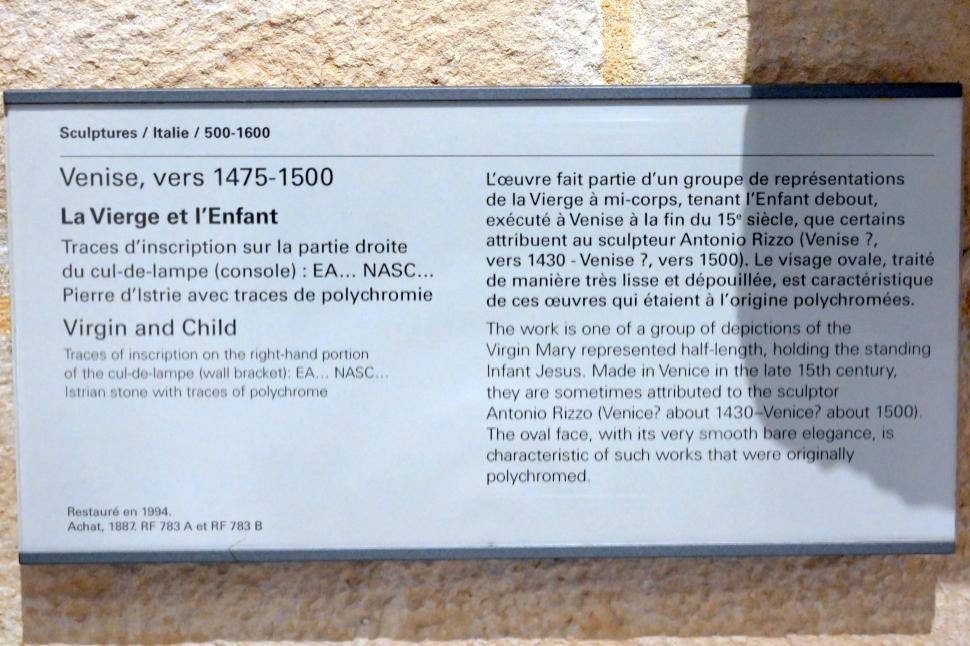 Sculptures / Italie / 500-1600
Venise, vers 1475-1500
La Vierge et l'Enfant
Traces d'inscription sur la partie droite
du cul-de-lampe (console) : EA... NASC...
Pierre d'Istrie avec traces de polychromie
Virgin and Child
Traces of inscription on the right-hand portion
of the cul-de-lampe (wall bracket): EA... NASC...
Istrian stone with traces of polychrome
Restauré en 1994.
Achat, 1887. RF 783 A et RF 783 B
L'œuvre fait partie d'un groupe de représentations
de la Vierge à mi-corps, tenant l'Enfant debout,
exécuté à Venise à la fin du 15e siècle, que certains
attribuent au sculpteur Antonio Rizzo (Venise ?,
vers 1430 - Venise ?, vers 1500). Le visage ovale, traité
de manière très lisse et dépouillée, est caractéristique
de ces œuvres qui étaient à l'origine polychromées.
The work is one of a group of depictions of the
Virgin Mary represented half-length, holding the standing
Infant Jesus. Made in Venice in the late 15th century,
they are sometimes attributed to the sculptor
Antonio Rizzo (Venice? about 1430–Venice? about 1500).
The oval face, with its very smooth bare elegance, is
characteristic of such works that were originally
polychromed.